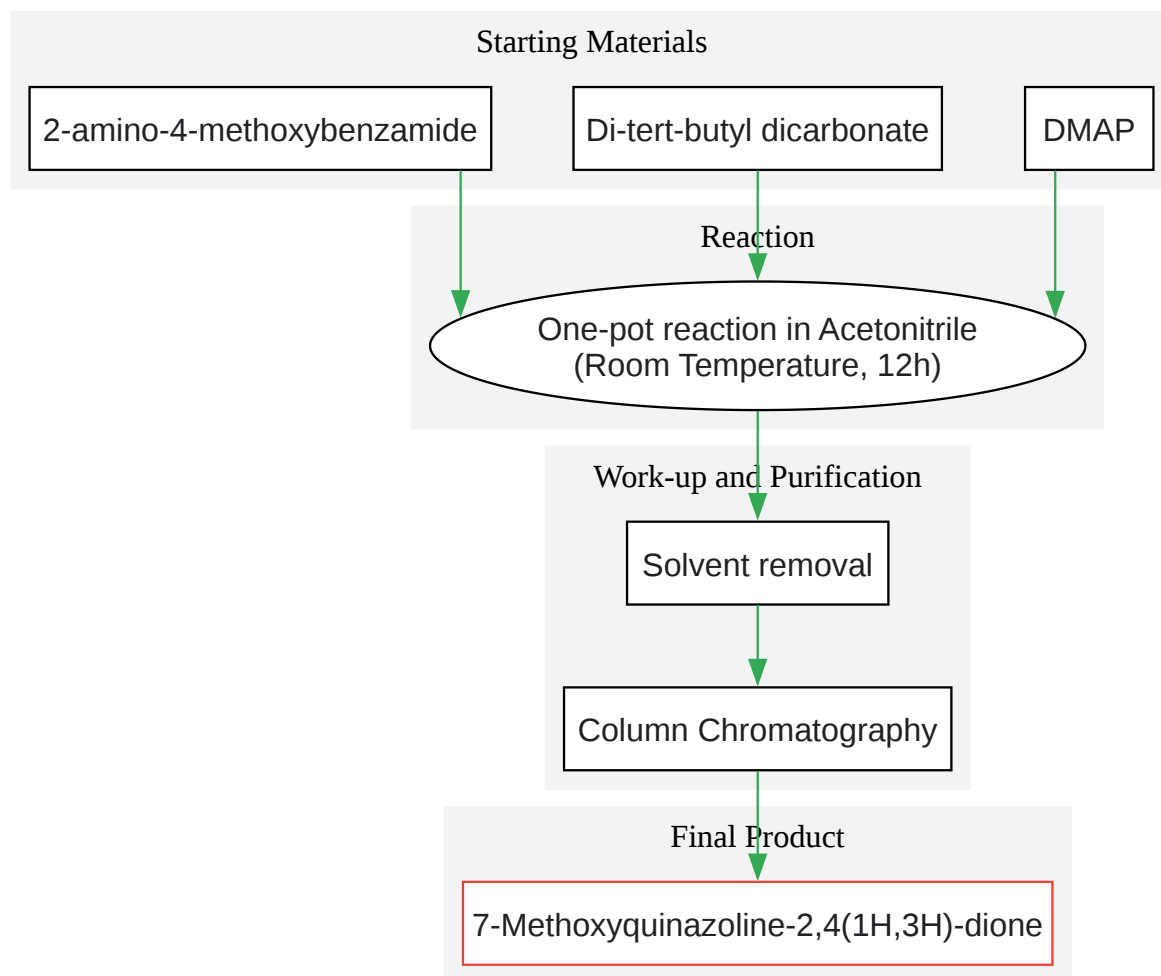 Starting Materials
2-amino-4-methoxybenzamide
Di-tert-butyl dicarbonate
DMAP
Reaction
One-pot reaction in Acetonitrile
(Room Temperature, 12h)
Work-up and Purification
Solvent removal
Column Chromatography
Final Product
7-Methoxyquinazoline-2,4(1H,3H)-dione